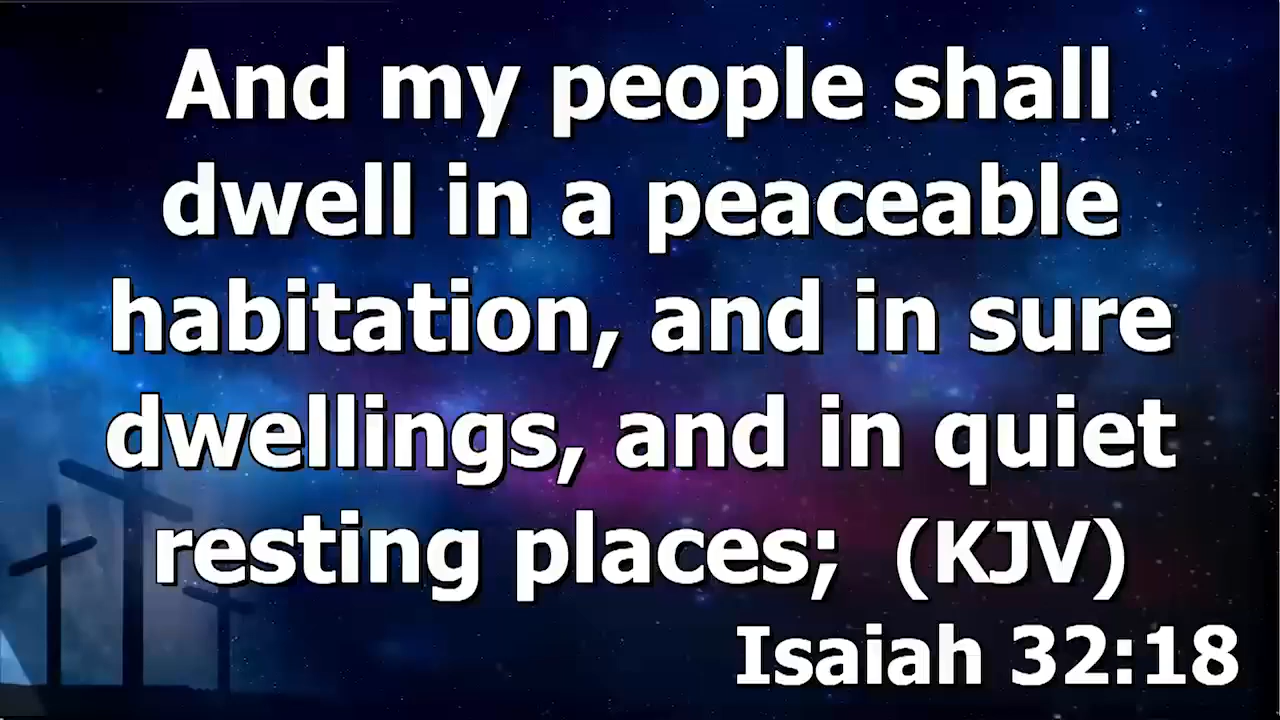 And my people shall
dwell in a peaceable
habitation, and in sure
dwellings, and in quiet
resting places;  (KJV)
Isaiah 32:18